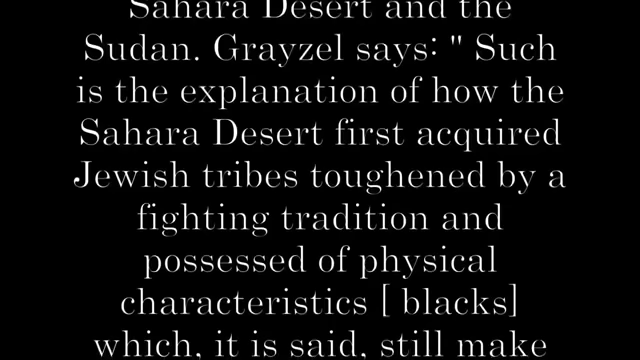 Sahara Desert and the
Sudan. Grayzel says: " Such
is the explanation of how the
Sahara Desert first acquired
Jewish tribes toughened by a
fighting tradition and
possessed of physical
characteristics [ blacks]
which, it is said, still make